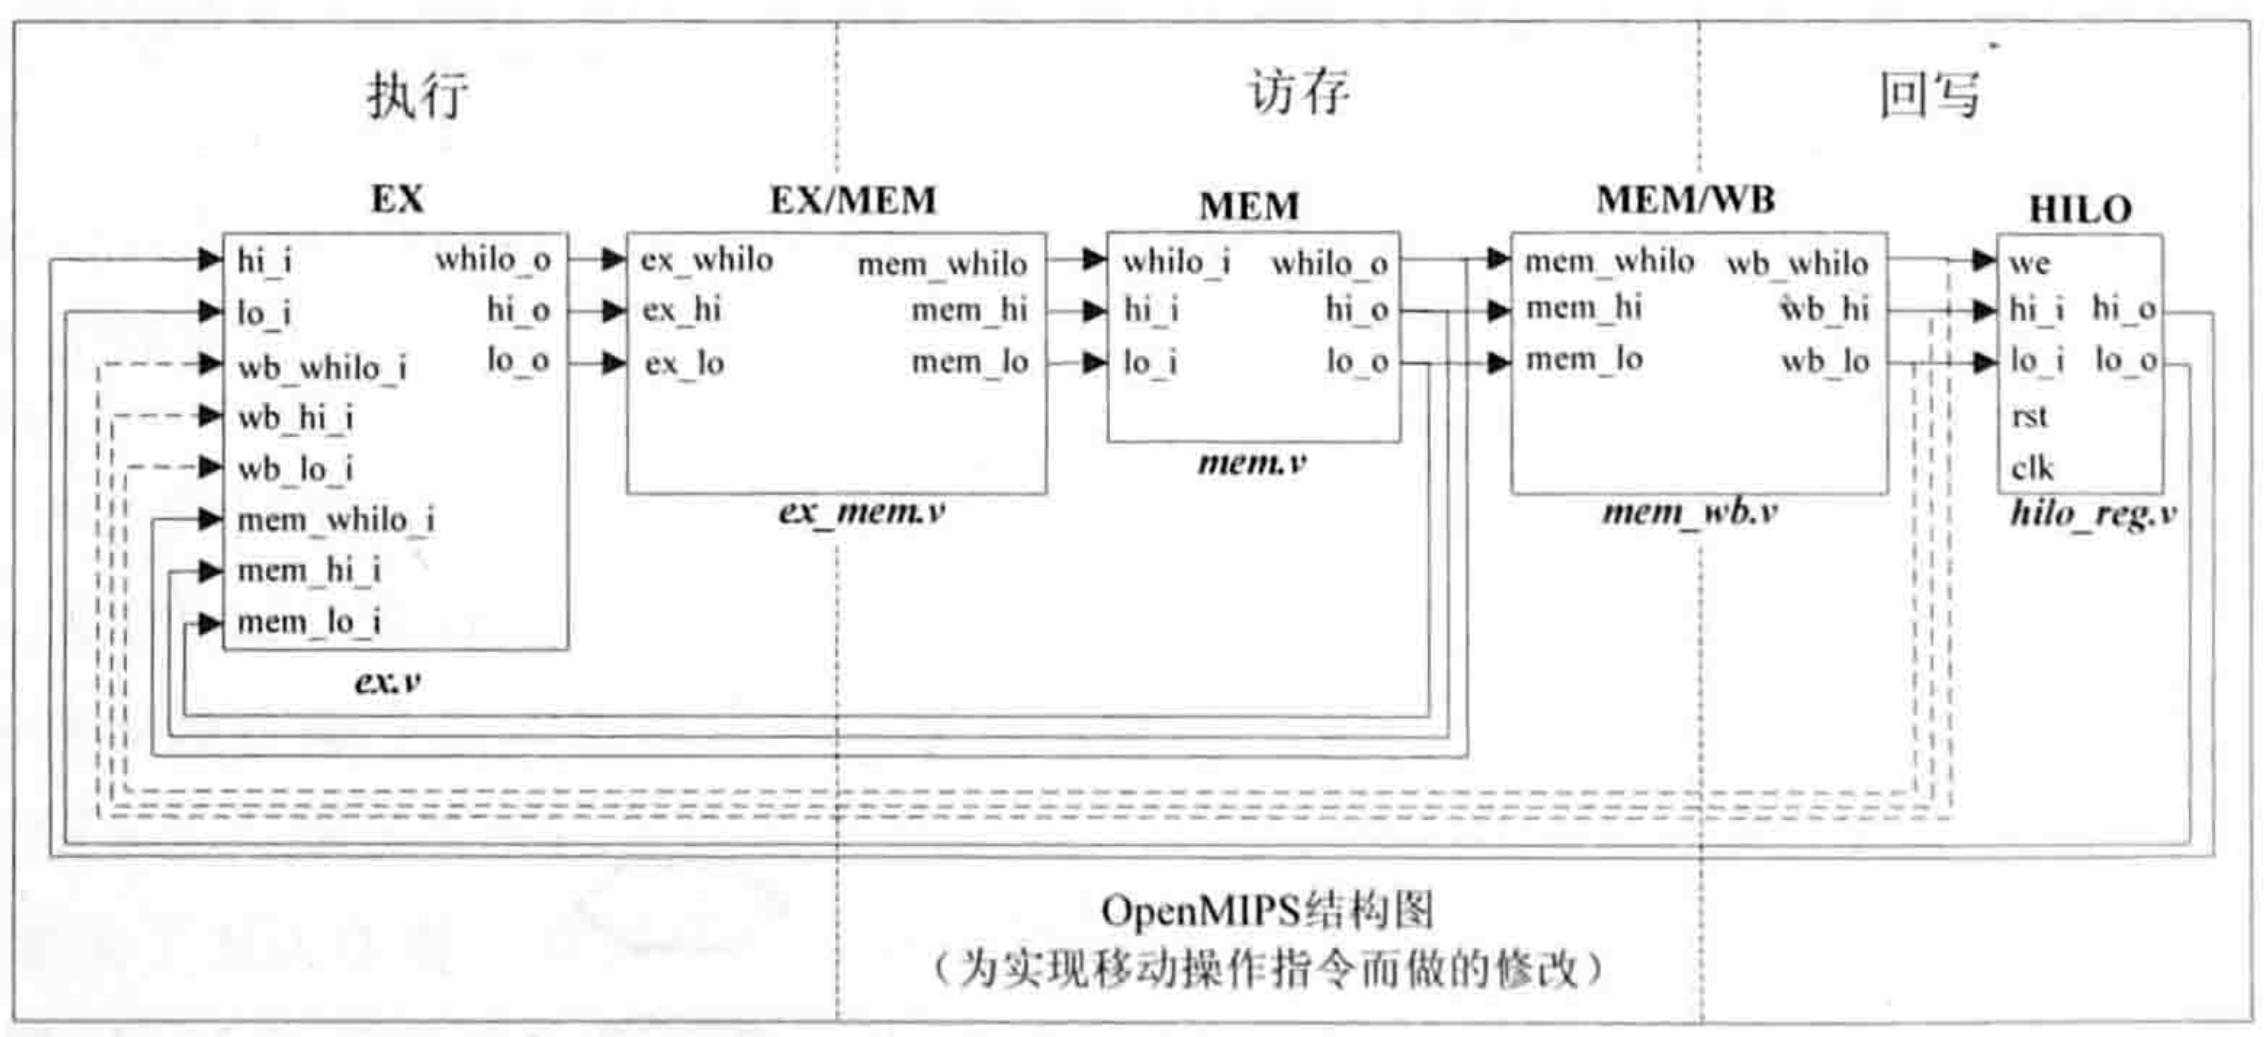 执行 访存 回写
EX EX/MEM MEM MEM/WB HILO
hi_i whilo_o ex_whilo mem_whilo whilo_i whilo_o mem_whilo wb_whilo we
lo_i hi_o ex_hi mem_hi hi_i hi_o mem_hi wb_hi hi_i hi_o
wb_whilo_i lo_o ex_lo mem_lo lo_i lo_o mem_lo wb_lo lo_i lo_o
wb_hi_i rst
wb_lo_i mem.v clk
mem_whilo_i ex_mem.v mem_wb.v hilo_reg.v
mem_hi_i
mem_lo_i
ex.v
OpenMIPS结构图
（为实现移动操作指令而做的修改）